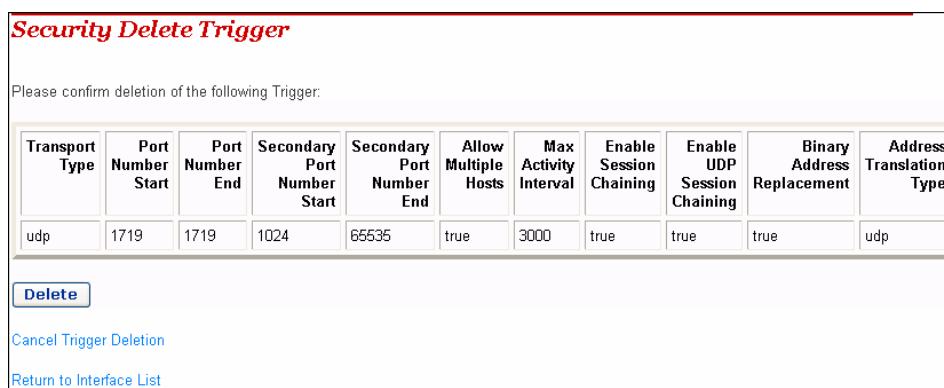 Security Delete Trigger
Please confirm deletion of the following Trigger:
Transport Type Port Number Start Port Number End Secondary Port Number Start Secondary Port Number End Allow Multiple Hosts Max Activity Interval Enable Session Chaining Enable UDP Session Chaining Binary Address Replacement Address Translation Type
udp 1719 1719 1024 65535 true 3000 true true true udp
Delete
Cancel Trigger Deletion
Return to Interface List